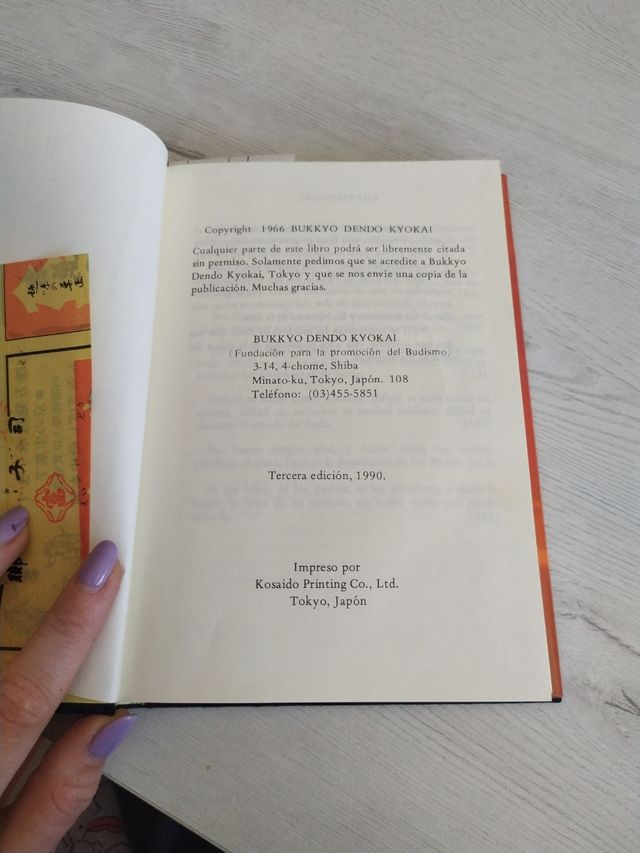 Copyright 1966 BUKKYO DENDO KYOKAI
Cualquier parte de este libro podrá ser libremente citada
sin permiso. Solamente pedimos que se acredite a Bukkyo
Dendo Kyokai, Tokyo y que se nos envíe una copia de la
publicación. Muchas gracias.
BUKKYO DENDO KYOKAI
(Fundación para la promoción del Budismo)
3-14, 4-chome, Shiba
Minato-ku, Tokyo, Japón. 108
Teléfono: (03)455-5851
Tercera edición, 1990.
Impreso por
Kosaido Printing Co., Ltd.
Tokyo, Japón